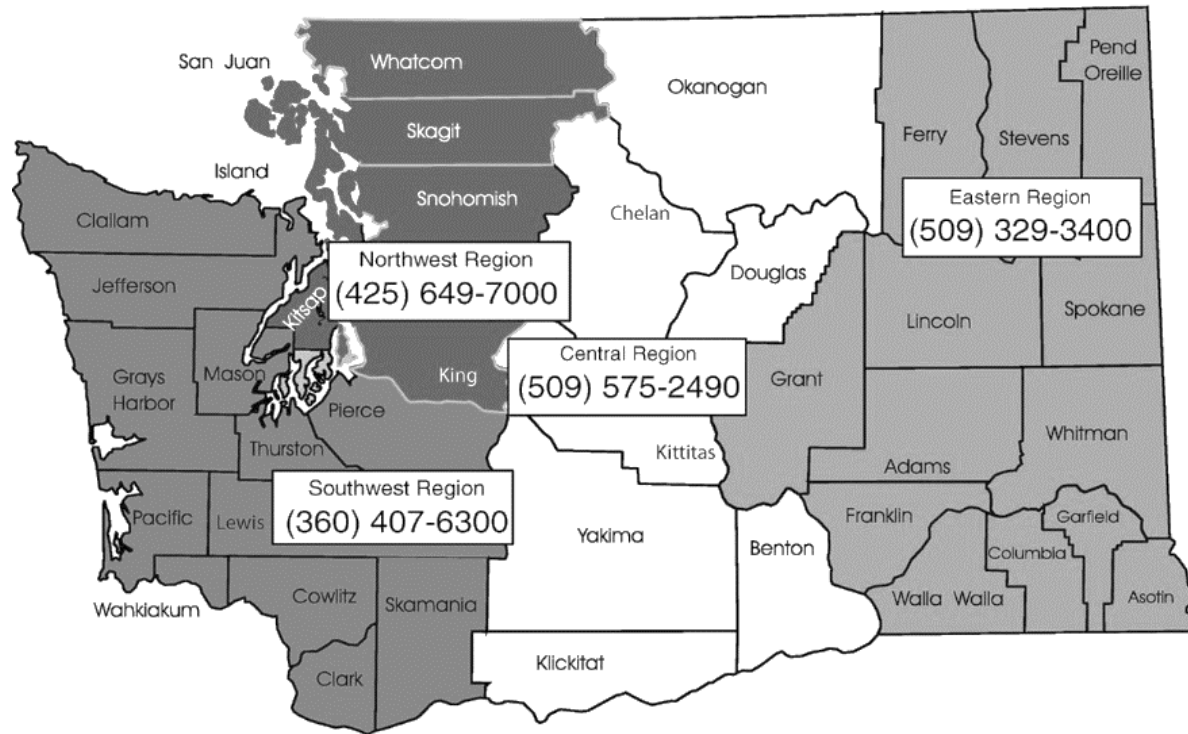 San Juan
Whatcom
Okanogan
Pend
Oreille
Skagit
Ferry
Stevens
Island
Snohomish
Clallam
Chelan
Eastern Region
(509) 329-3400
Northwest Region
(425) 649-7000
Douglas
Jefferson
Kitsap
Lincoln
Spokane
Central Region
(509) 575-2490
Grays
Harbor
Mason
King
Grant
Pierce
Thurston
Kittitas
Adams
Whitman
Southwest Region
(360) 407-6300
Pacific
Lewis
Yakima
Benton
Franklin
Garfield
Columbia
Wahkiakum
Cowlitz
Skamania
Walla Walla
Asotin
Klickitat
Clark